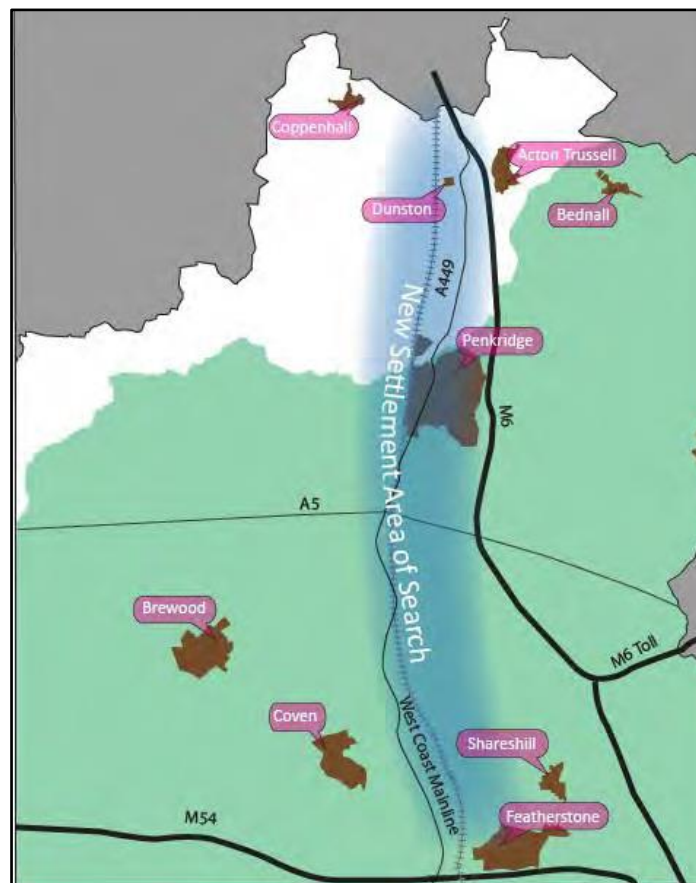 Coppenhall
Acton Trussell
Dunston
Bednall
A449
New Settlement Area of Search
Penkridge
M6
A5
Brewood
M6 Toll
Coven
West Coast Mainline
Shareshill
M54
Featherstone